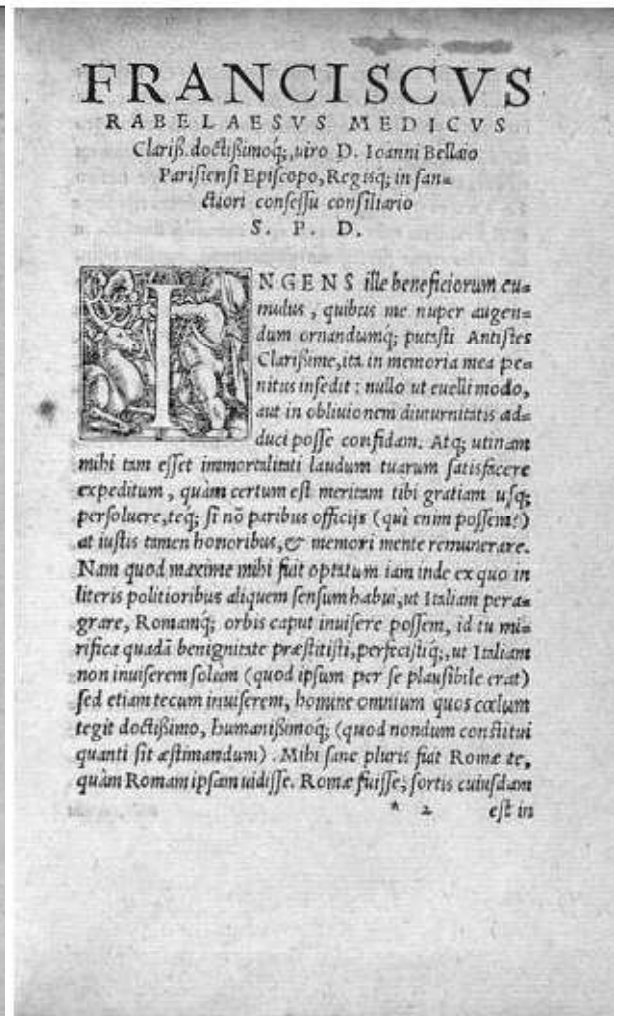 FRANCISCVS
RABELAESVS MEDICVS
Clariß. doctißimoq́;, uiro D. Ioanni Bellaio
Parisiensi Episcopo, Regisq́; in san=
ctiori consessu consiliario
S. P. D.
INGENS ille beneficiorum cu=
mulus, quibus me nuper augen=
dum ornandumq́; putasti Antistes
Clarißime, ita in memoria mea pe=
nitus insedit: nullo ut euelli modo,
aut in obliuionem diuturnitatis ad=
duci posse confidam. Atq; utinam
mihi tam esset immortalitati laudum tuarum satisfacere
expeditum, quàm certum est meritam tibi gratiam usq;
persoluere, teq́; si nō paribus officijs (qui enim possem?)
at iustis tamen honoribus, & memori mente remunerare.
Nam quod maxime mihi fuit optatum iam inde ex quo in
literis politioribus aliquem sensum habui, ut Italiam pera=
grare, Romamq́; orbis caput inuisere possem, id tu mi=
rifica quadā benignitate præstitisti, perfecistiq́;, ut Italiam
non inuiserem solum (quod ipsum per se plausibile erat)
sed etiam tecum inuiserem, homine omnium quos cœlum
tegit doctißimo, humanißimoq́; (quod nondum constitui
quanti sit æstimandum). Mihi sane pluris fuit Romæ te,
quàm Romam ipsam uidisse. Romæ fuisse, sortis cuiusdam
* 2 est in